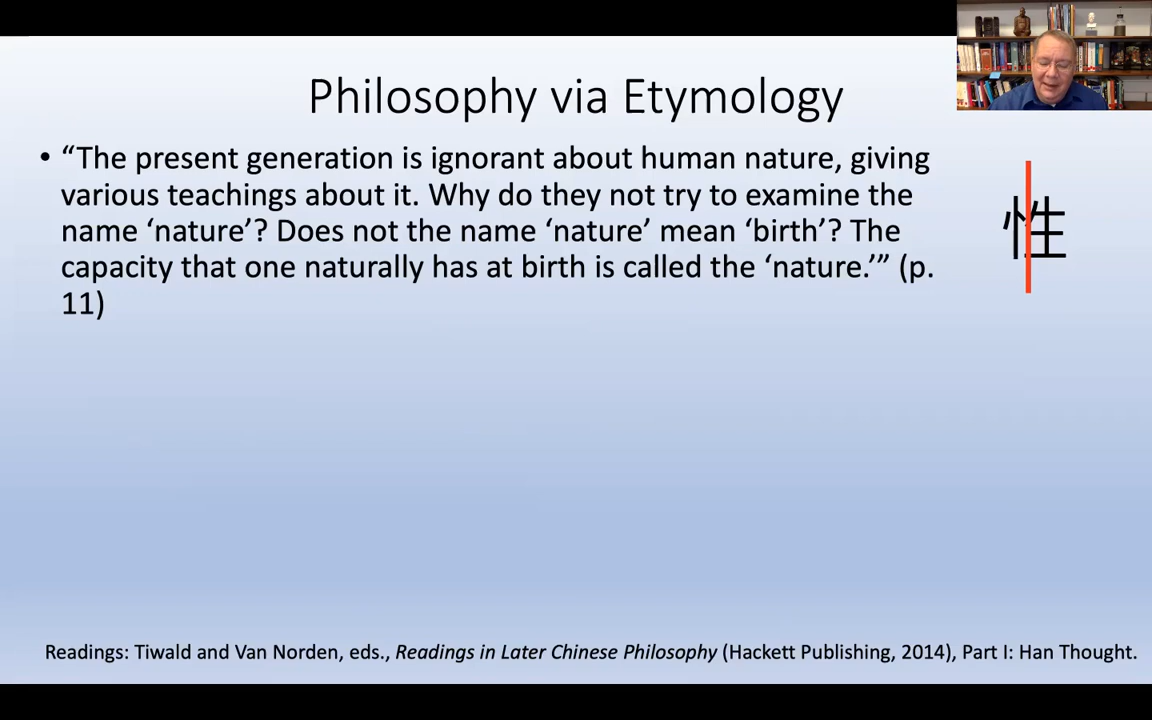 Philosophy via Etymology
• “The present generation is ignorant about human nature, giving
various teachings about it. Why do they not try to examine the
name ‘nature’? Does not the name ‘nature’ mean ‘birth’? The
capacity that one naturally has at birth is called the ‘nature.’” (p.
11)
性
Readings: Tiwald and Van Norden, eds., Readings in Later Chinese Philosophy (Hackett Publishing, 2014), Part I: Han Thought.